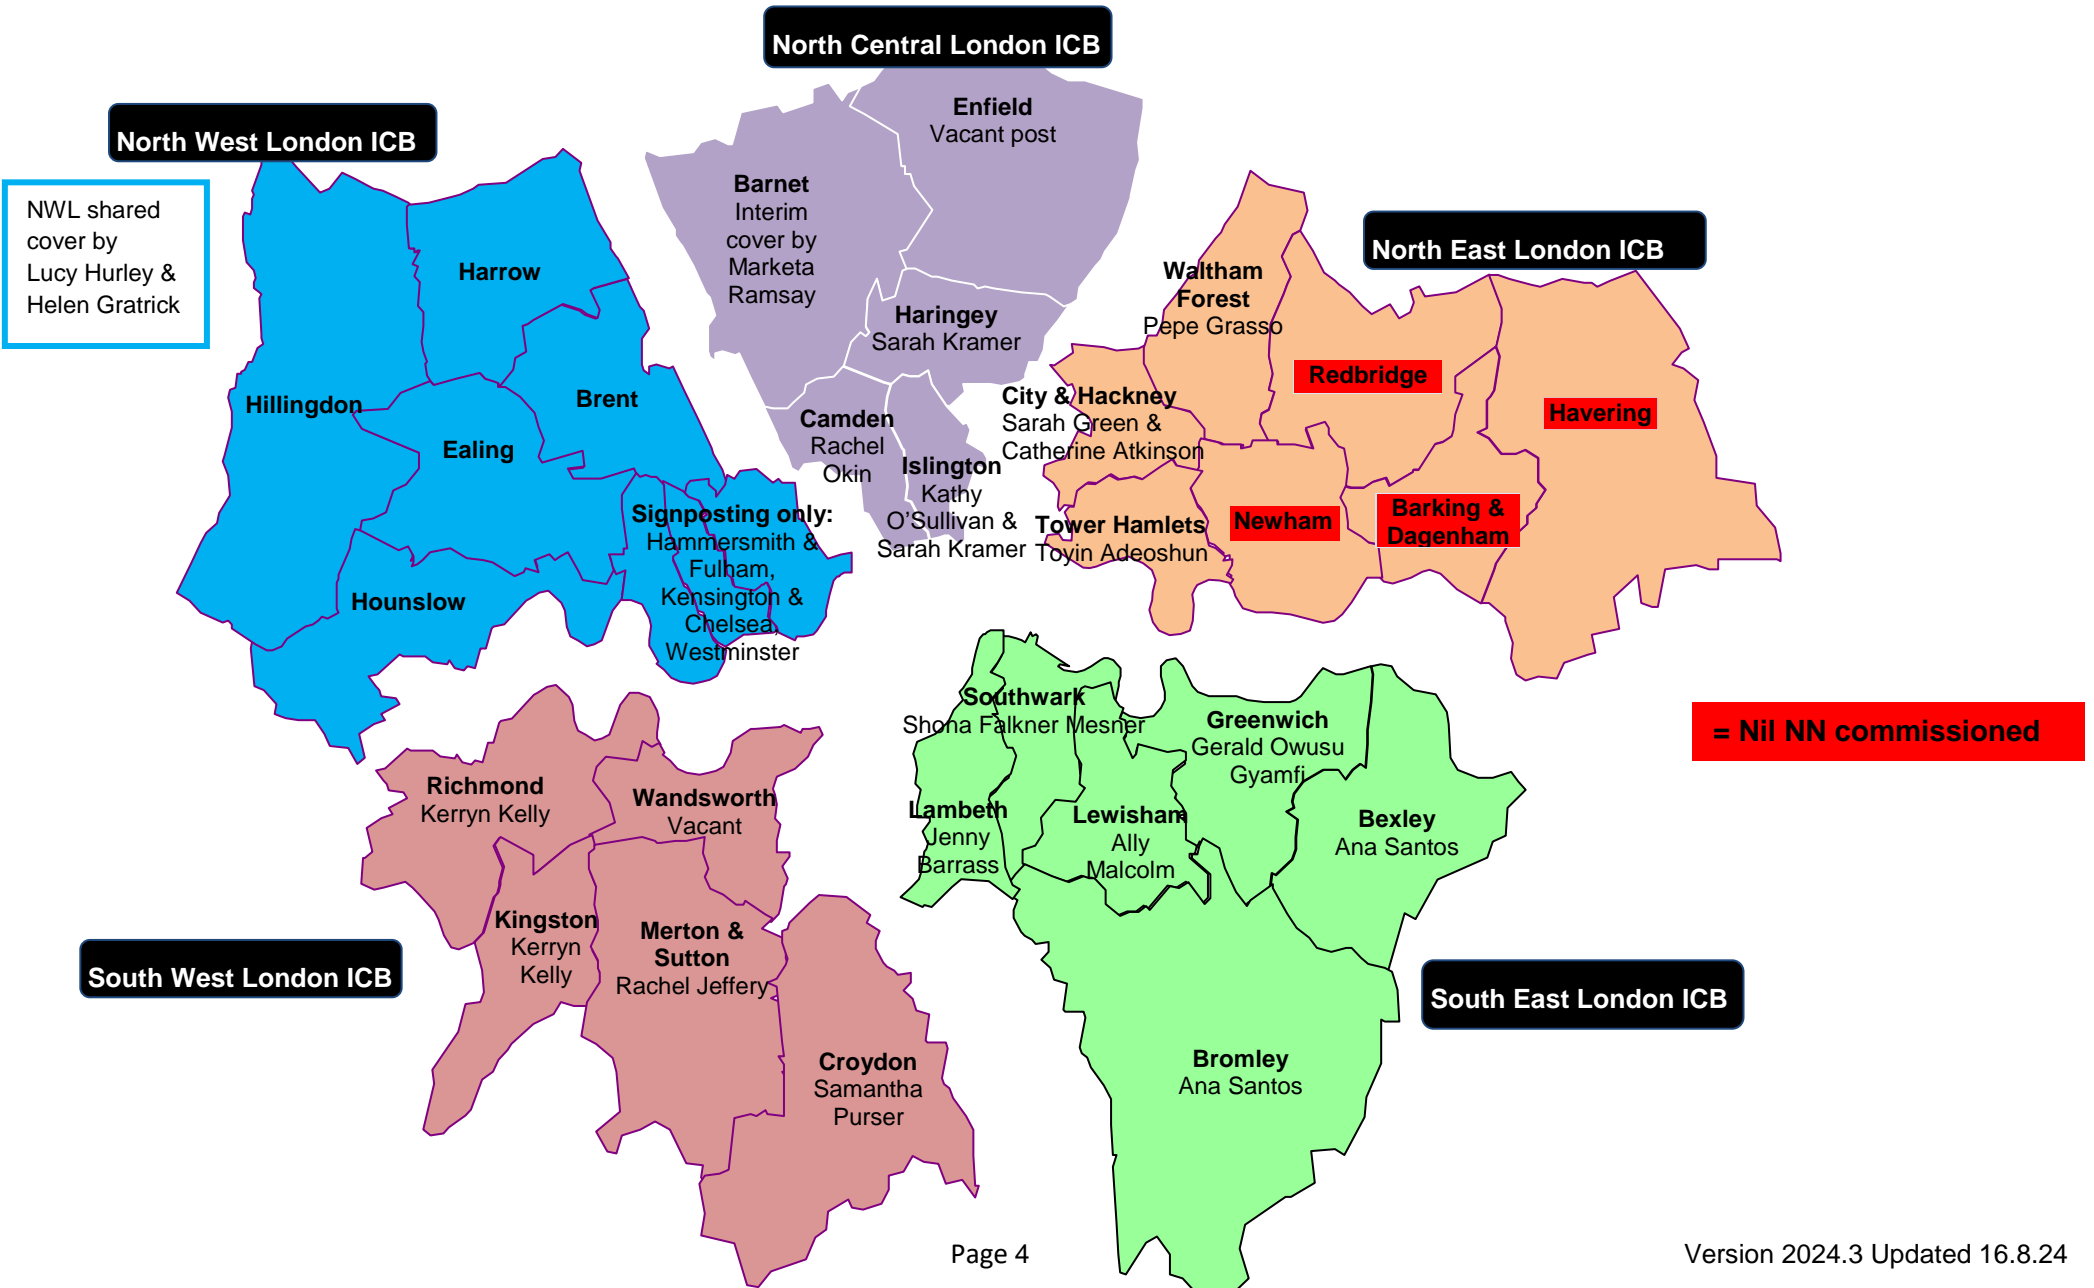 North Central London ICB
Enfield
Vacant post
North West London ICB
NWL shared
cover by
Lucy Hurley &
Helen Gratrick
Barnet
Interim
cover by
Marketa
Ramsay
Harrow
North East London ICB
Waltham
Forest
Pepe Grasso
Haringey
Sarah Kramer
Redbridge
Hillingdon
Brent
City & Hackney
Sarah Green &
Catherine Atkinson
Havering
Camden
Rachel
Okin
Ealing
Islington
Kathy
O'Sullivan &
Sarah Kramer
Signposting only:
Hammersmith &
Fulham,
Kensington &
Chelsea,
Westminster
Tower Hamlets
Toyin Adeoshun
Newham
Barking &
Dagenham
Hounslow
Southwark
Shona Falkner Mesner
Greenwich
Gerald Owusu
Gyamfi
= Nil NN commissioned
Richmond
Kerryn Kelly
Wandsworth
Vacant
Lambeth
Jenny
Barrass
Lewisham
Ally
Malcolm
Bexley
Ana Santos
Kingston
Kerryn
Kelly
Merton &
Sutton
Rachel Jeffery
South West London ICB
South East London ICB
Croydon
Samantha
Purser
Bromley
Ana Santos
Page 4
Version 2024.3 Updated 16.8.24